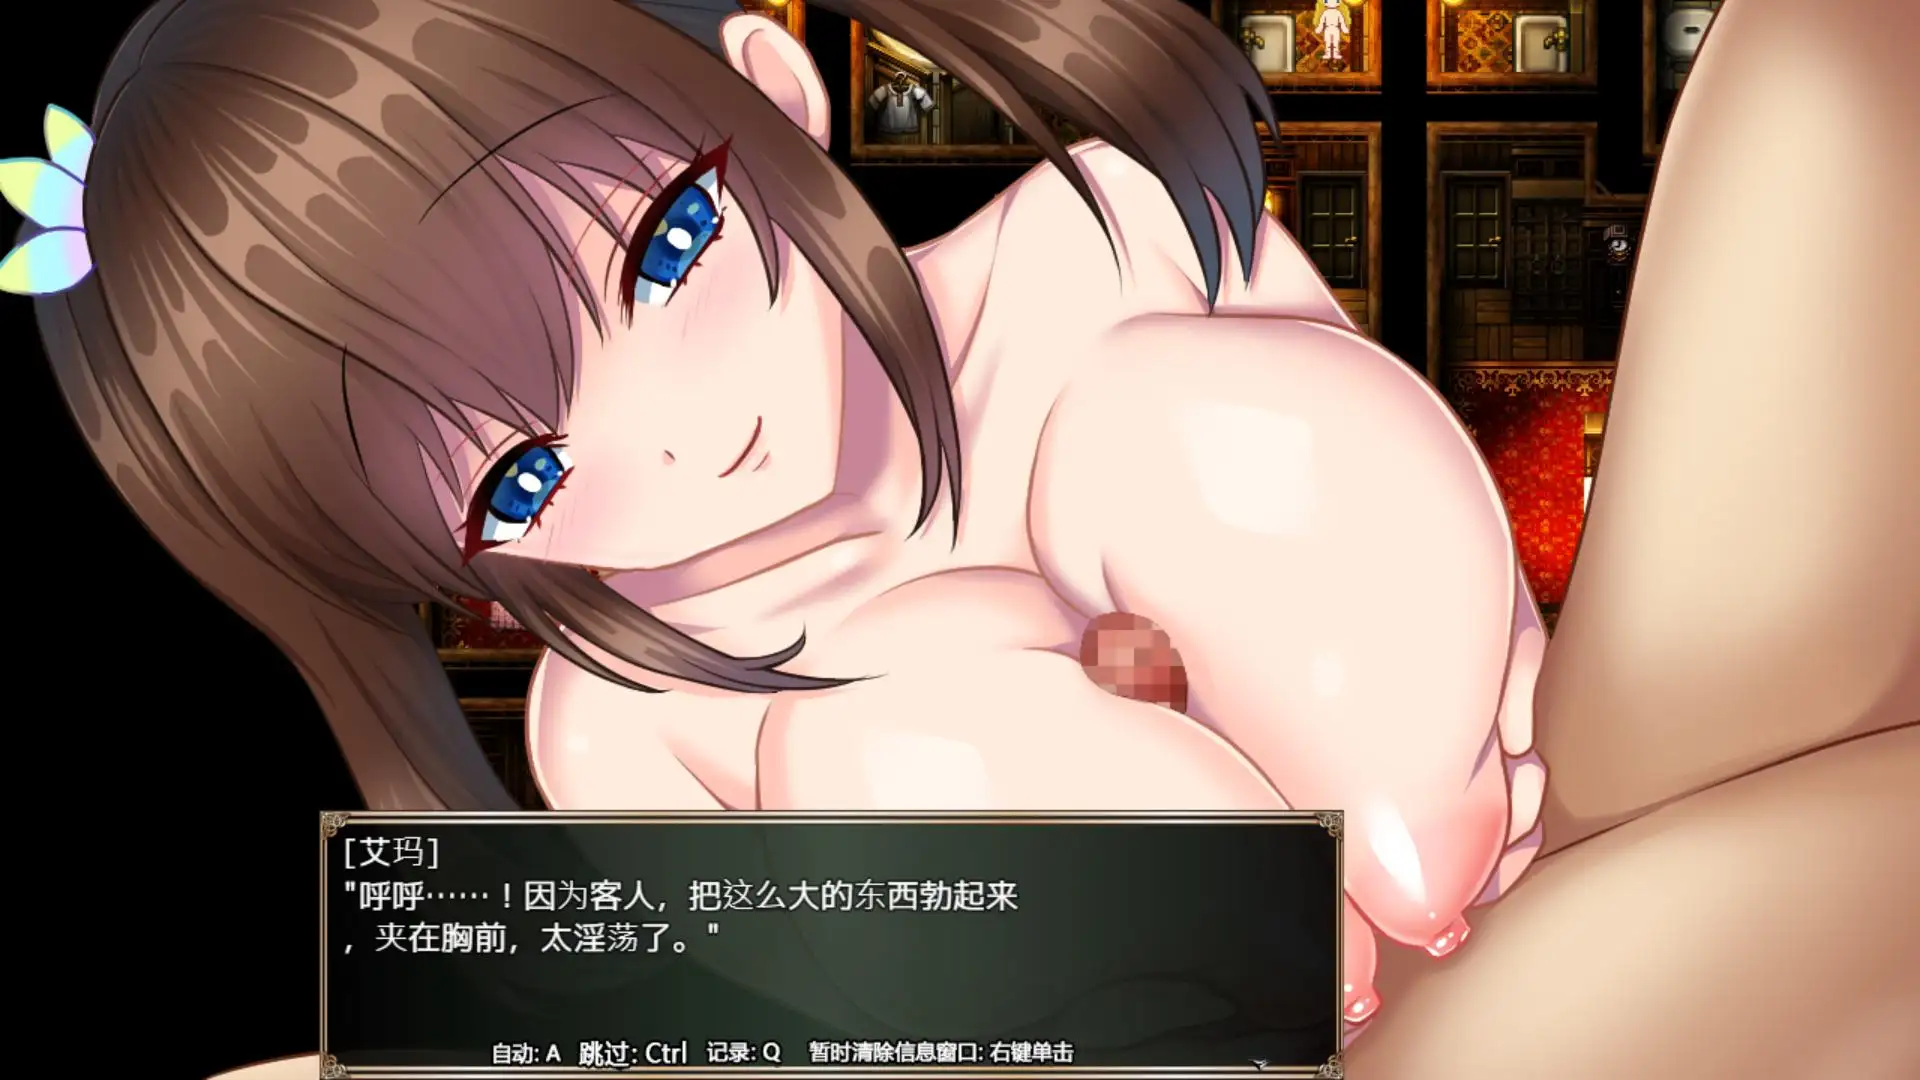 [艾玛]
"呼呼……！因为客人，把这么大的东西勃起来
，夹在胸前，太淫荡了。"
自动: A 跳过: Ctrl 记录: Q 暂时清除信息窗口: 右键单击